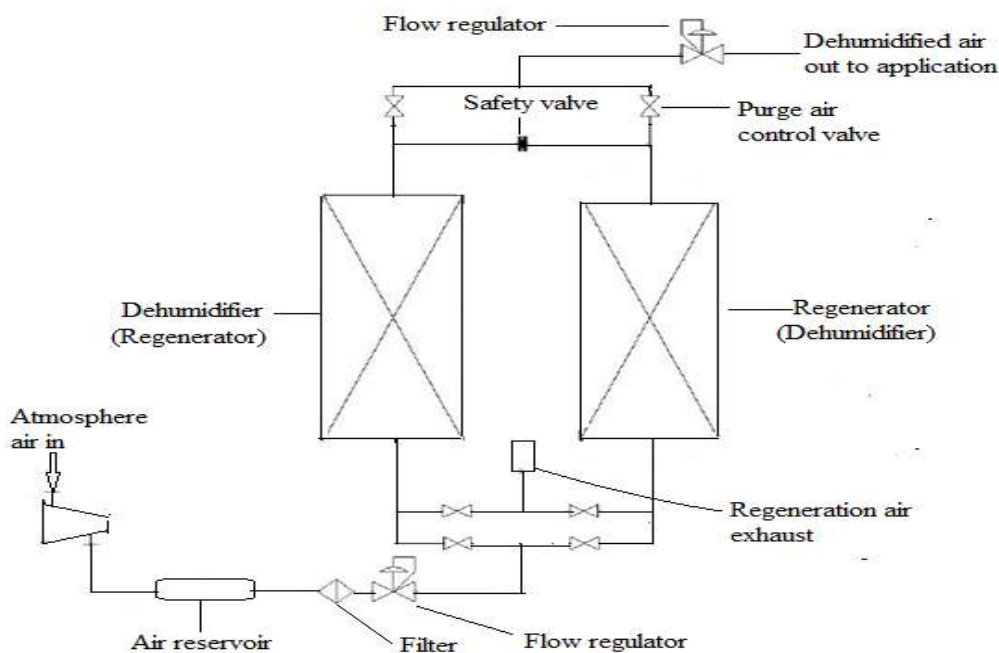 Flow regulator
Dehumidified air
out to application
Safety valve
Purge air
control valve
Dehumidifier
(Regenerator)
Regenerator
(Dehumidifier)
Atmosphere
air in
Regeneration air
exhaust
Air reservoir
Filter
Flow regulator